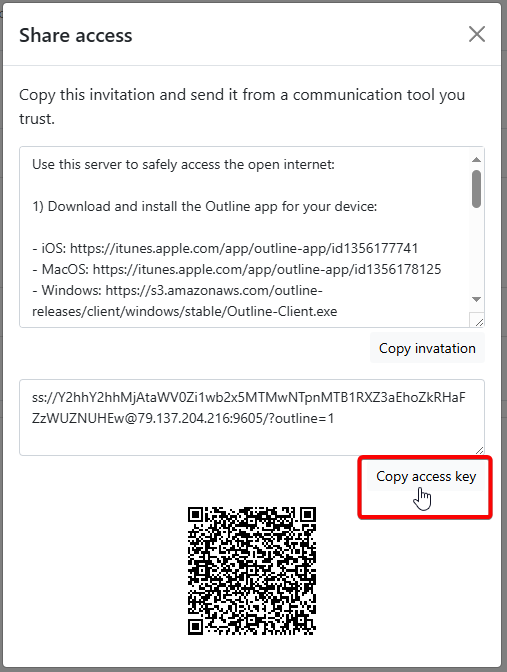 Share access
Copy this invitation and send it from a communication tool you
trust.
Use this server to safely access the open internet:
1) Download and install the Outline app for your device:
- iOS: https://itunes.apple.com/app/outline-app/id1356177741
- MacOS: https://itunes.apple.com/app/outline-app/id1356178125
- Windows: https://s3.amazonaws.com/outline-
releases/client/windows/stable/Outline-Client.exe
Copy invatation
ss://Y2hhY2hhMjAtaWV0Zi1wb2x5MTMwNTpnMTB1RXZ3aEhoZkRHaF
ZzWUZNUHEw@79.137.204.216:9605/?outline=1
Copy access key